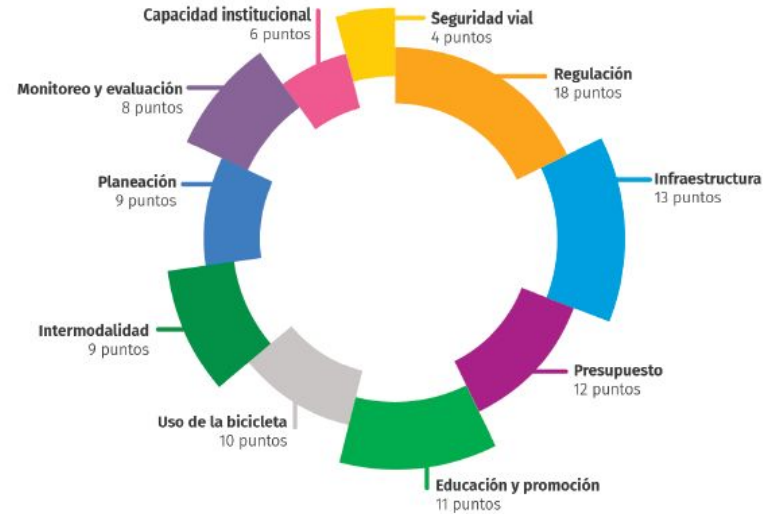 Capacidad institucional
6 puntos
Seguridad vial
4 puntos
Regulación
18 puntos
Monitoreo y evaluación
8 puntos
Infraestructura
13 puntos
Planeación
9 puntos
Intermodalidad
9 puntos
Presupuesto
12 puntos
Uso de la bicicleta
10 puntos
Educación y promoción
11 puntos